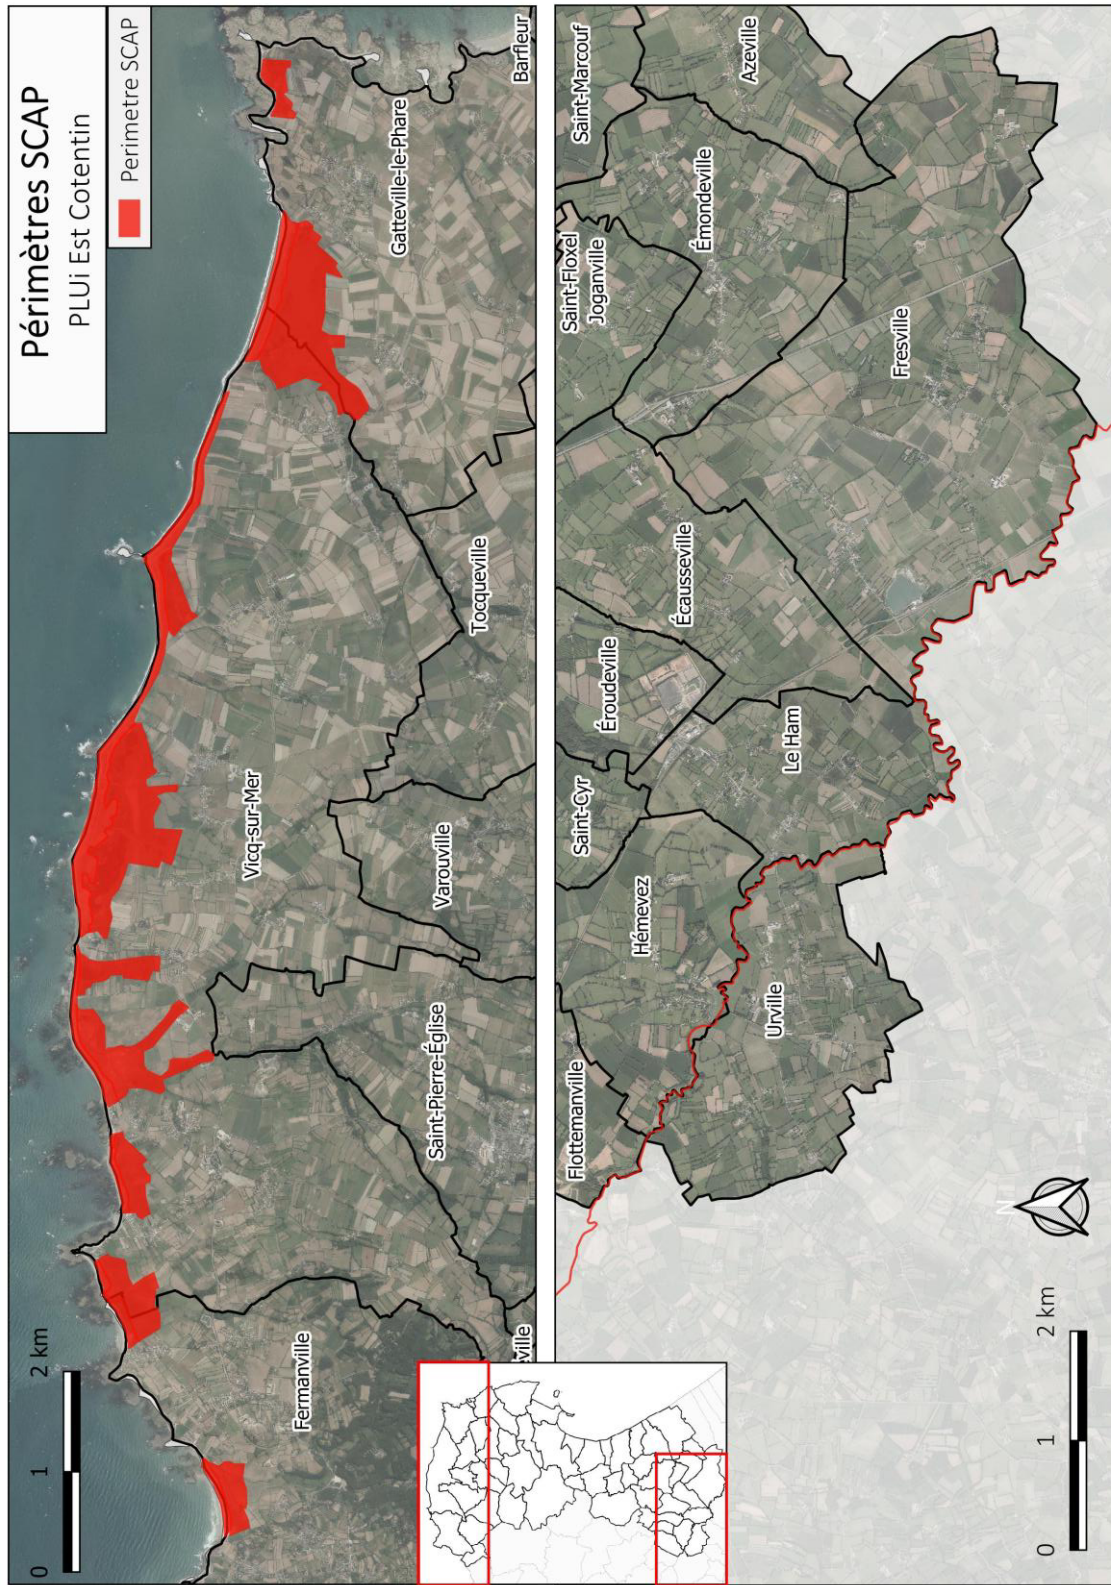 Périmètres SCAP
PLUi Est Cotentin
Perimetre SCAP
Barfleur
Gatteville-le-Phare
Tocqueville
Vicq-sur-Mer
Varouville
Saint-Pierre-Église
Fermanville
ville
0 1 2 km
Saint-Marcouf
Azeville
Saint-Floxel
Joganville
Émondeville
Fresville
Écausseville
Éroudeville
Le Ham
Saint-Cyr
Hémevez
Urville
Flottemanville
N
0 1 2 km